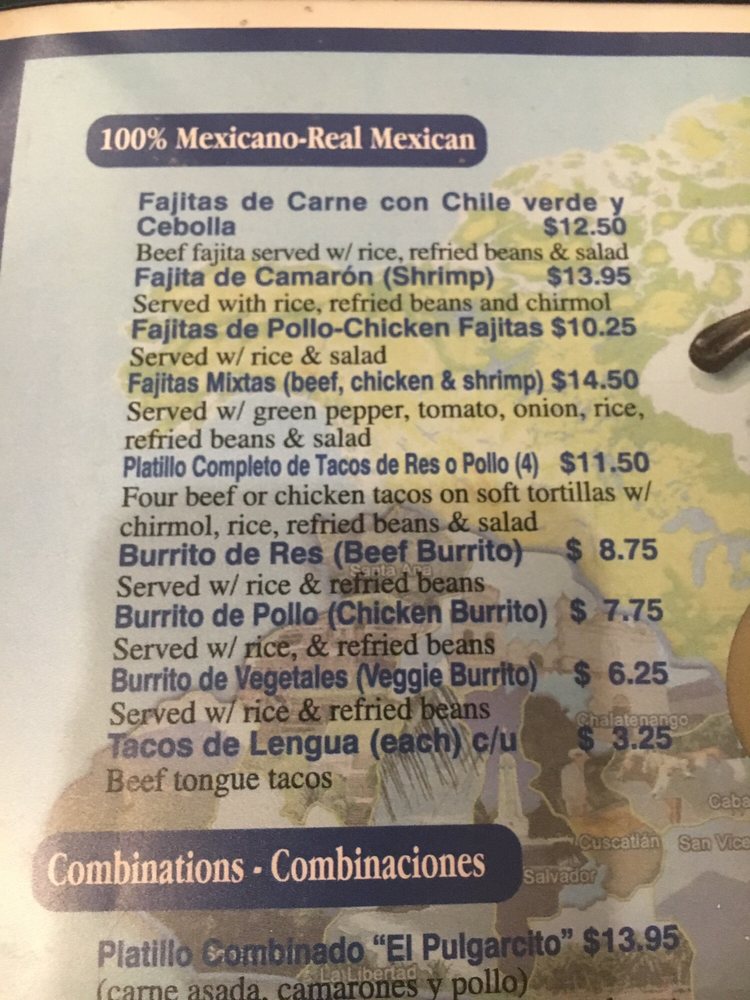 100% Mexicano-Real Mexican
Fajitas de Carne con Chile verde y
Cebolla $12.50
Beef fajita served w/ rice, refried beans & salad
Fajita de Camarón (Shrimp) $13.95
Served with rice, refried beans and chirmol
Fajitas de Pollo-Chicken Fajitas $10.25
Served w/ rice & salad
Fajitas Mixtas (beef, chicken & shrimp) $14.50
Served w/ green pepper, tomato, onion, rice,
refried beans & salad
Platillo Completo de Tacos de Res o Pollo (4) $11.50
Four beef or chicken tacos on soft tortillas w/
chirmol, rice, refried beans & salad
Burrito de Res (Beef Burrito) $ 8.75
Santa Ana
Served w/ rice & refried beans
Burrito de Pollo (Chicken Burrito) $ 7.75
Served w/ rice, & refried beans
Burrito de Vegetales (Veggie Burrito) $ 6.25
Served w/ rice & refried beans
Chalatenango
Tacos de Lengua (each) c/u $ 3.25
Beef tongue tacos
Cuscatlán San Vice
Combinations - Combinaciones
Salvador
Platillo Combinado “El Pulgarcito” $13.95
La Libertad
(carne asada, camarones y pollo)